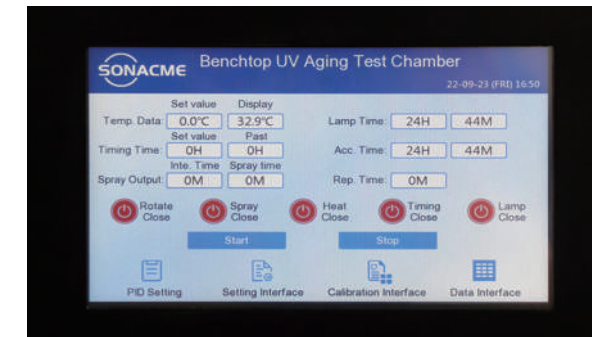 SONACME Benchtop UV Aging Test Chamber
22-09-23 (FRI) 16:50
Set value Display
Temp. Data: 0.0℃ 32.9℃ Lamp Time: 24H 44M
Set value Past
Timing Time: 0H 0H Acc. Time: 24H 44M
Inte. Time Spray time
Spray Output: 0M 0M Rep. Time: 0M
Rotate Close Spray Close Heat Close Timing Close Lamp Close
Start Stop
PID Setting Setting Interface Calibration Interface Data Interface